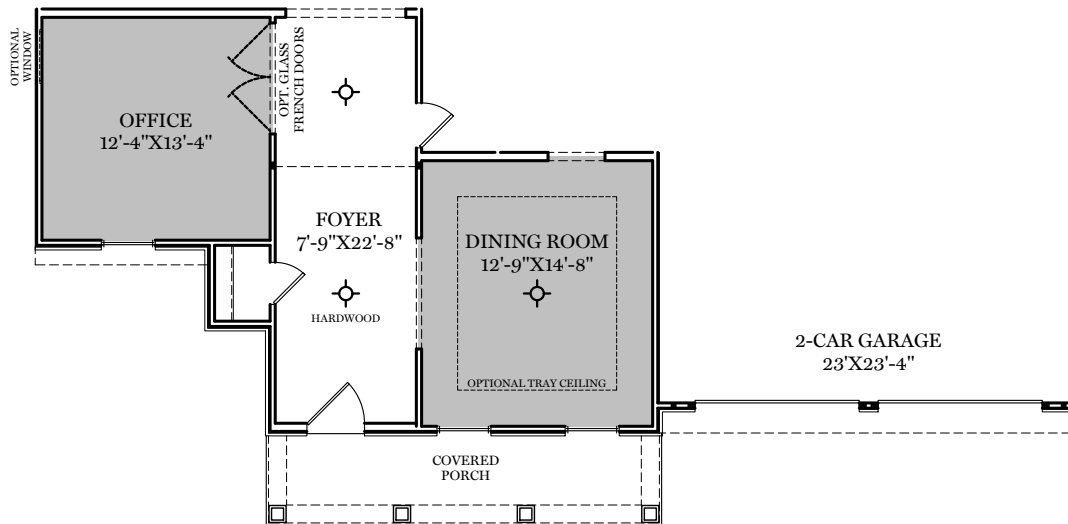 OPTIONAL
WINDOW
OFFICE
12'-4"X13'-4"
OPT. GLASS
FRENCH DOORS
FOYER
7'-9"X22'-8"
HARDWOOD
DINING ROOM
12'-9"X14'-8"
OPTIONAL TRAY CEILING
2-CAR GARAGE
23'X23'-4"
COVERED
PORCH